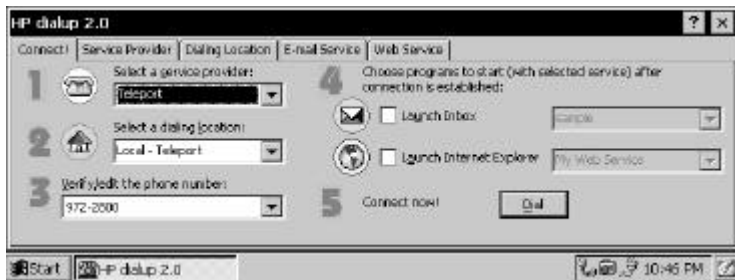 HP dialup 2.0
Connect! Service Provider Dialing Location E-mail Service Web Service
1 Select a service provider:
Teleport
2 Select a dialing location:
Local - Teleport
3 Verify/edit the phone number:
972-2800
4 Choose programs to start (with selected service) after
connection is established:
Launch Inbox sample
Launch Internet Explorer My Web Service
5 Connect now! Dial
Start HP dialup 2.0 10:46 PM